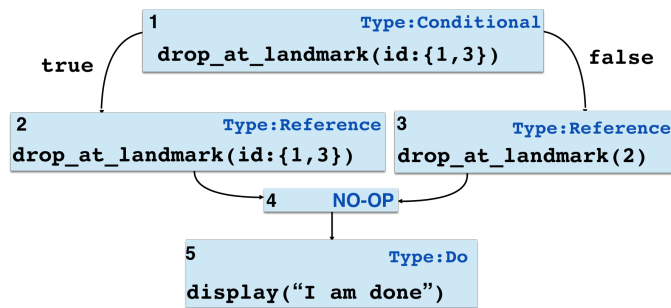 1 Type:Conditional
drop_at_landmark(id:{1,3})
true
false
2 Type:Reference
drop_at_landmark(id:{1,3})
3 Type:Reference
drop_at_landmark(2)
4 NO-OP
5 Type:Do
display(“I am done”)